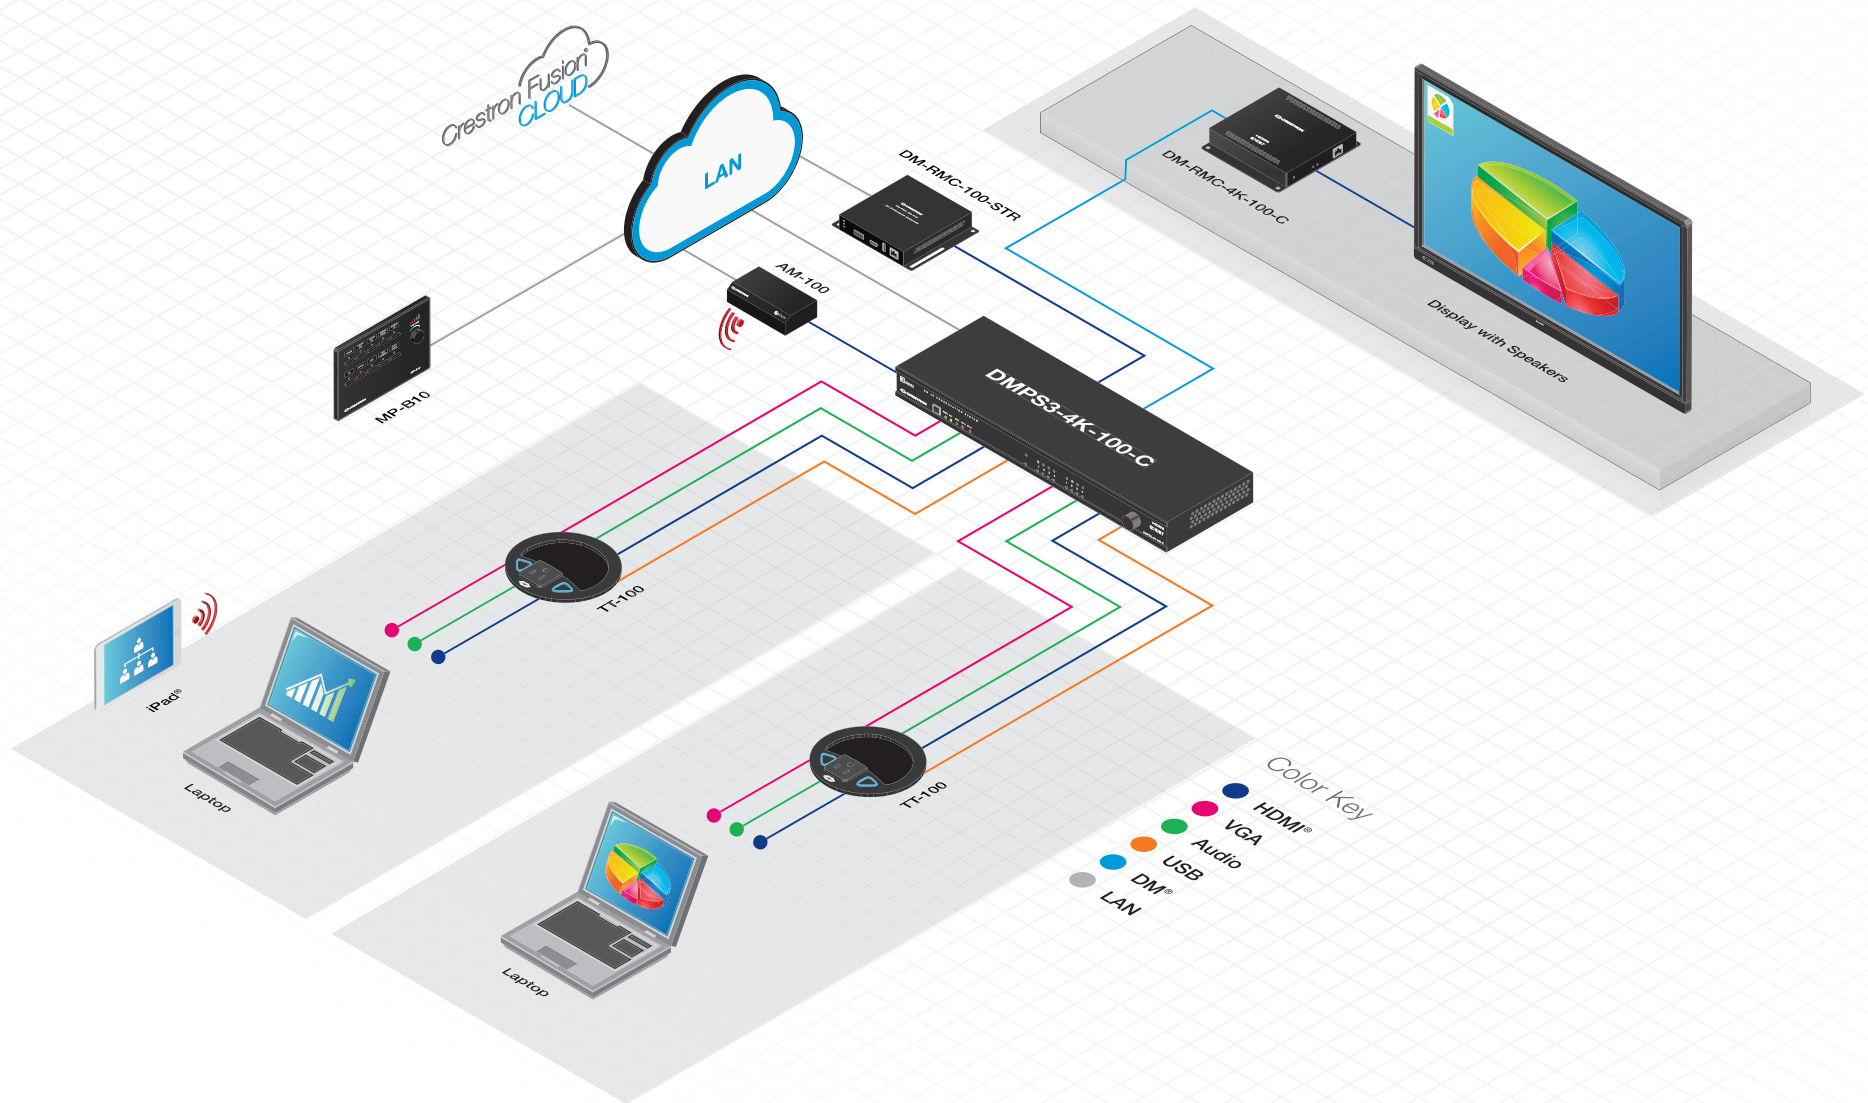 Crestron Fusion®
CLOUD
LAN
DM-RMC-100-STR
DM-RMC-4K-100-C
AM-100
MP-B10
DMPS3-4K-100-C
Display with Speakers
TT-100
iPad®
Laptop
TT-100
Laptop
Color Key
HDMI®
VGA
Audio
USB
DM®
LAN